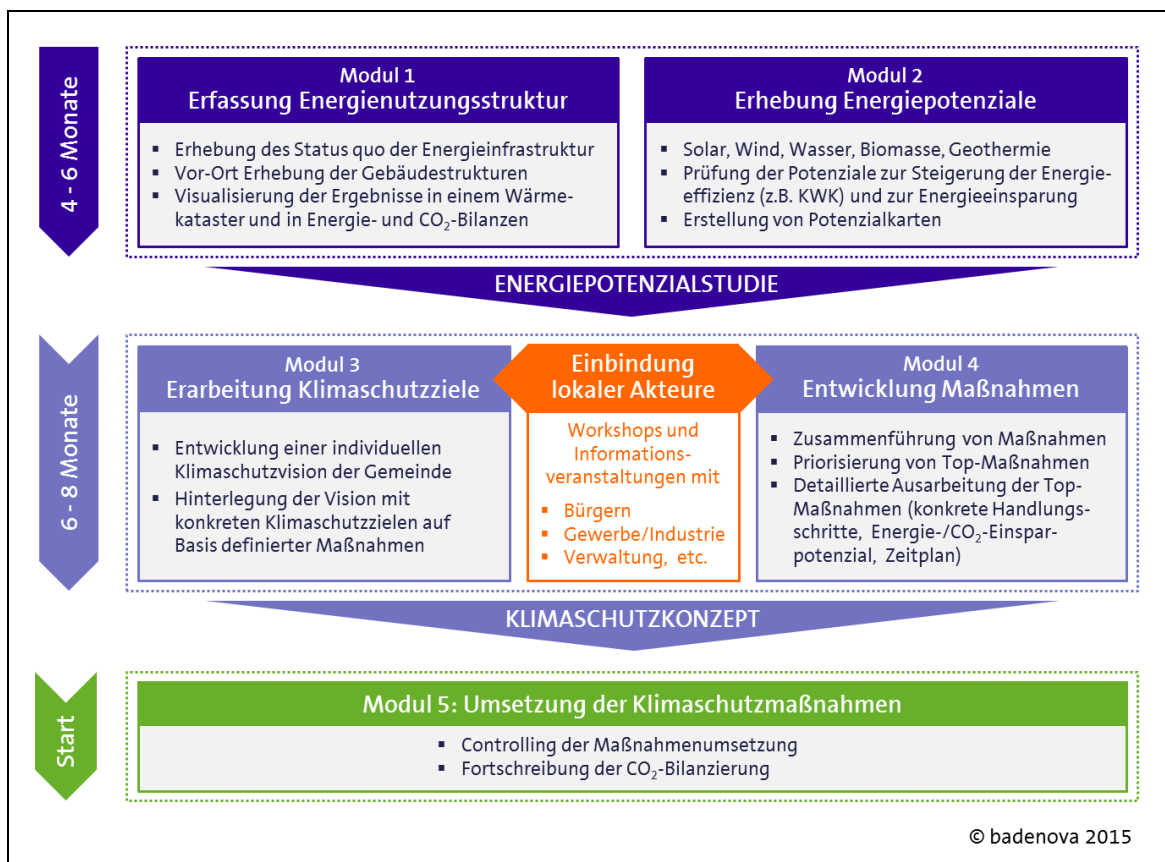 4 - 6 Monate
Modul 1
Erfassung Energienutzungsstruktur
▪ Erhebung des Status quo der Energieinfrastruktur
▪ Vor-Ort Erhebung der Gebäudestrukturen
▪ Visualisierung der Ergebnisse in einem Wärme-
kataster und in Energie- und CO₂-Bilanzen
Modul 2
Erhebung Energiepotenziale
▪ Solar, Wind, Wasser, Biomasse, Geothermie
▪ Prüfung der Potenziale zur Steigerung der Energie-
effizienz (z.B. KWK) und zur Energieeinsparung
▪ Erstellung von Potenzialkarten
ENERGIEPOTENZIALSTUDIE
6 - 8 Monate
Modul 3
Erarbeitung Klimaschutzziele
▪ Entwicklung einer individuellen
Klimaschutzvision der Gemeinde
▪ Hinterlegung der Vision mit
konkreten Klimaschutzzielen auf
Basis definierter Maßnahmen
Einbindung
lokaler Akteure
Workshops und
Informations-
veranstaltungen mit
▪ Bürgern
▪ Gewerbe/Industrie
▪ Verwaltung, etc.
Modul 4
Entwicklung Maßnahmen
▪ Zusammenführung von Maßnahmen
▪ Priorisierung von Top-Maßnahmen
▪ Detaillierte Ausarbeitung der Top-
Maßnahmen (konkrete Handlungs-
schritte, Energie-/CO₂-Einspar-
potenzial, Zeitplan)
KLIMASCHUTZKONZEPT
Start
Modul 5: Umsetzung der Klimaschutzmaßnahmen
▪ Controlling der Maßnahmenumsetzung
▪ Fortschreibung der CO₂-Bilanzierung
© badenova 2015